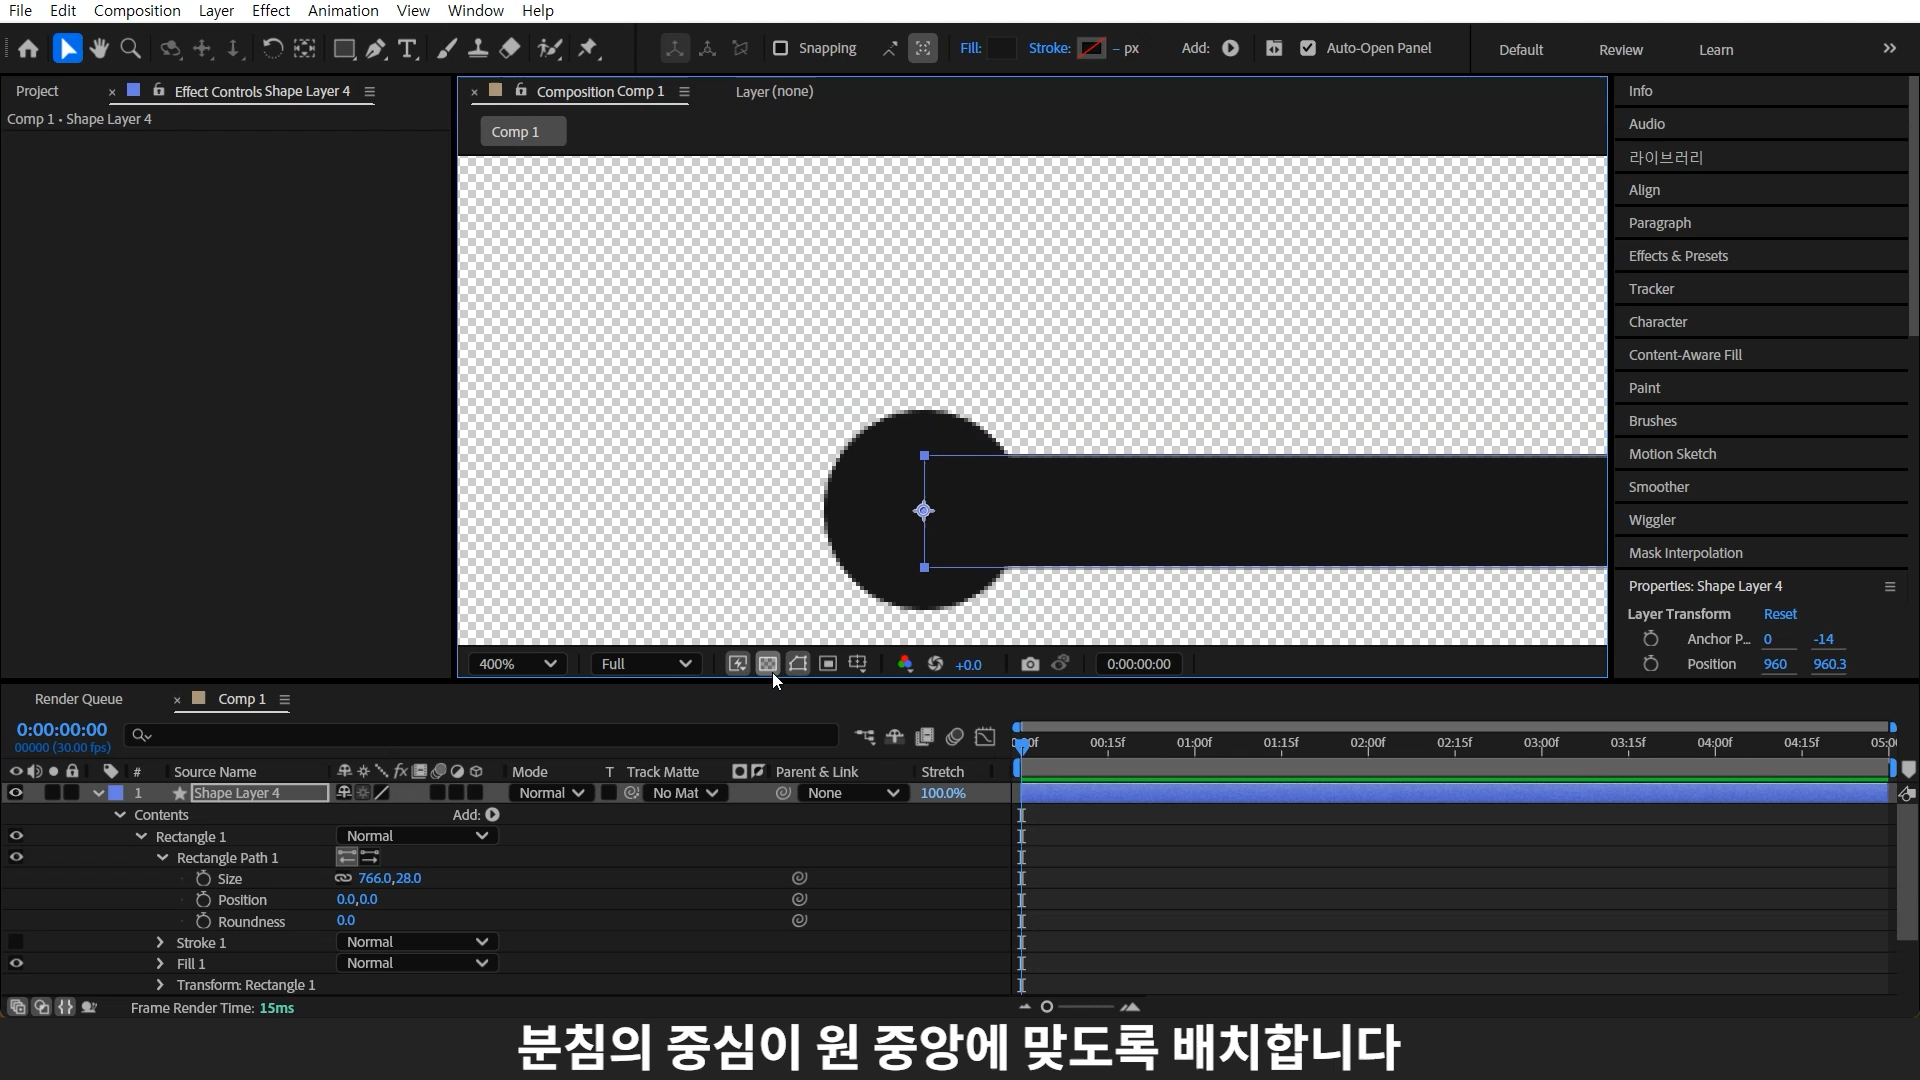 File Edit Composition Layer Effect Animation View Window Help
Snapping Fill: Stroke: – px Add: Auto-Open Panel Default Review Learn
Project × Effect Controls Shape Layer 4
Comp 1 • Shape Layer 4
× Composition Comp 1 Layer (none)
Comp 1
Info
Audio
라이브러리
Align
Paragraph
Effects & Presets
Tracker
Character
Content-Aware Fill
Paint
Brushes
Motion Sketch
Smoother
Wiggler
Mask Interpolation
Properties: Shape Layer 4
Layer Transform Reset
Anchor P... 0 -14
Position 960 960.3
400% Full +0.0 0:00:00:00
Render Queue × Comp 1
0:00:00:00
00000 (30.00 fps)
00:15f 01:00f 01:15f 02:00f 02:15f 03:00f 03:15f 04:00f 04:15f
# Source Name fx Mode T Track Matte Parent & Link Stretch
1 Shape Layer 4 Normal No Mat None 100.0%
Contents Add:
Rectangle 1 Normal
Rectangle Path 1
Size 766.0,28.0
Position 0.0,0.0
Roundness 0.0
Stroke 1 Normal
Fill 1 Normal
Transform: Rectangle 1
Frame Render Time: 15ms
분침의 중심이 원 중앙에 맞도록 배치합니다